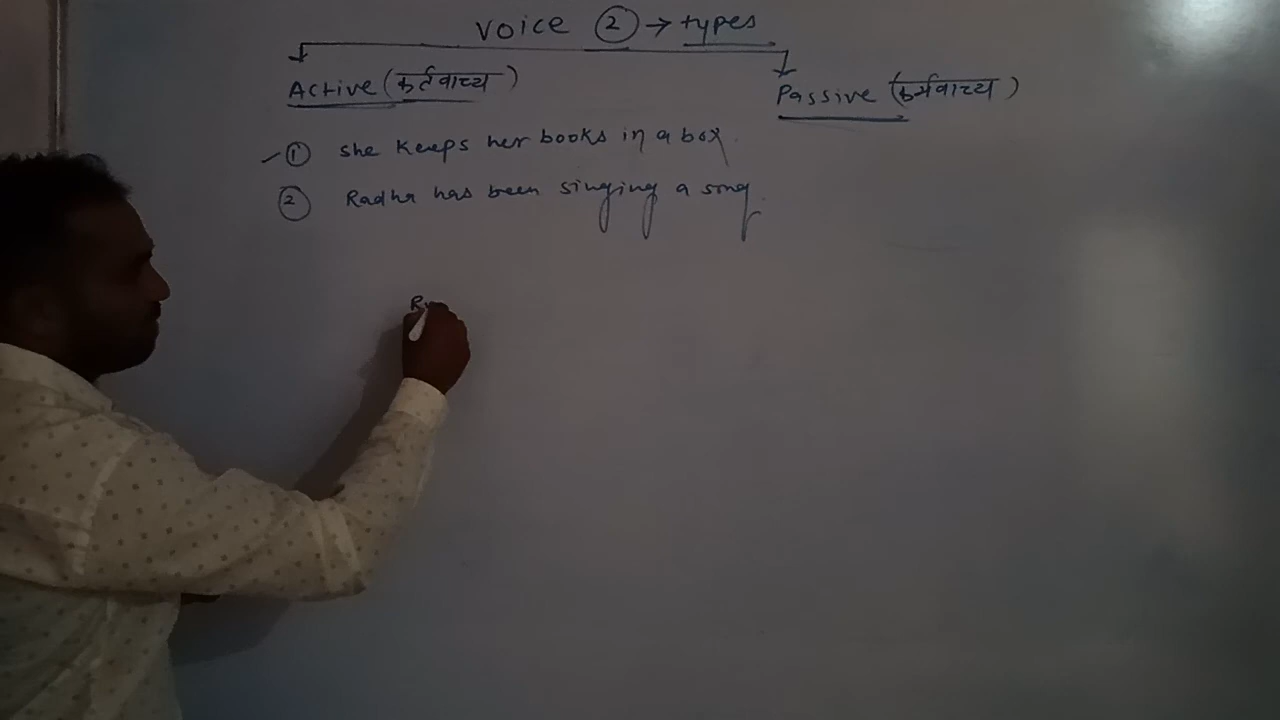 voice ② → types
Active (कर्तवाच्य)
Passive (कर्मवाच्य)
① she keeps her books in a box.
② Radha has been singing a song.